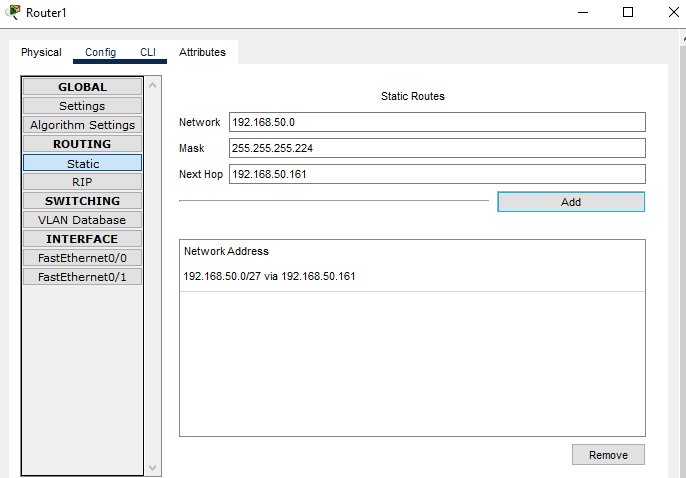 Router1
Physical Config CLI Attributes
GLOBAL
Settings
Algorithm Settings
ROUTING
Static
RIP
SWITCHING
VLAN Database
INTERFACE
FastEthernet0/0
FastEthernet0/1
Static Routes
Network 192.168.50.0
Mask 255.255.255.224
Next Hop 192.168.50.161
Add
Network Address
192.168.50.0/27 via 192.168.50.161
Remove